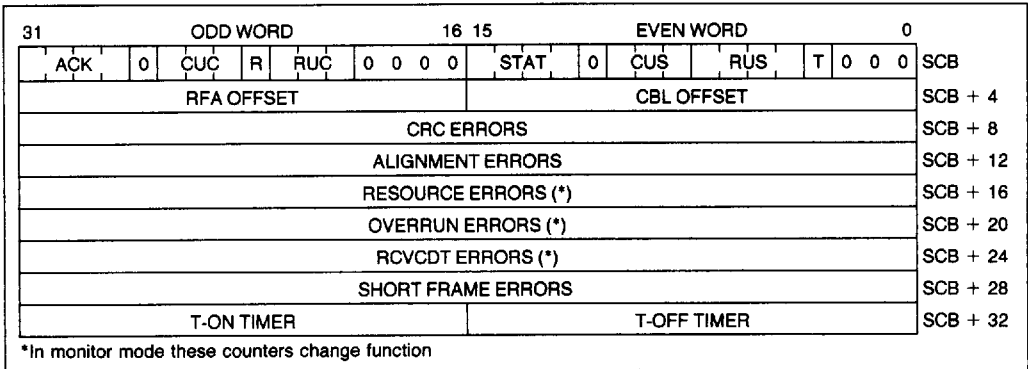 31 ODD WORD 16 15 EVEN WORD 0
ACK 0 CUC R RUC 0 0 0 0 STAT 0 CUS RUS T 0 0 0 SCB
RFA OFFSET CBL OFFSET SCB + 4
CRC ERRORS SCB + 8
ALIGNMENT ERRORS SCB + 12
RESOURCE ERRORS (*) SCB + 16
OVERRUN ERRORS (*) SCB + 20
RCVCDT ERRORS (*) SCB + 24
SHORT FRAME ERRORS SCB + 28
T-ON TIMER T-OFF TIMER SCB + 32
*In monitor mode these counters change function